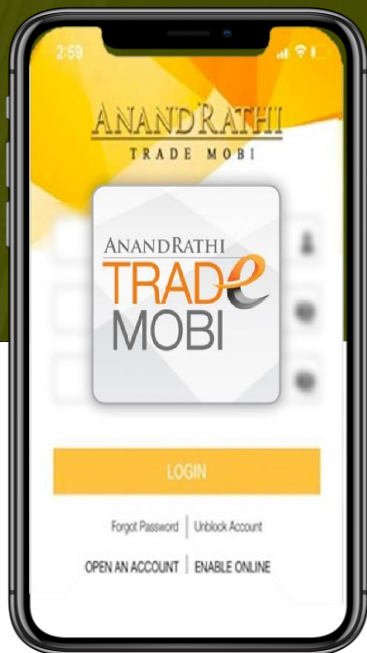 2:59
ANANDRATHI
TRADE MOBI
ANANDRATHI
TRADe
MOBI
LOGIN
Forgot Password | Unblock Account
OPEN AN ACCOUNT | ENABLE ONLINE